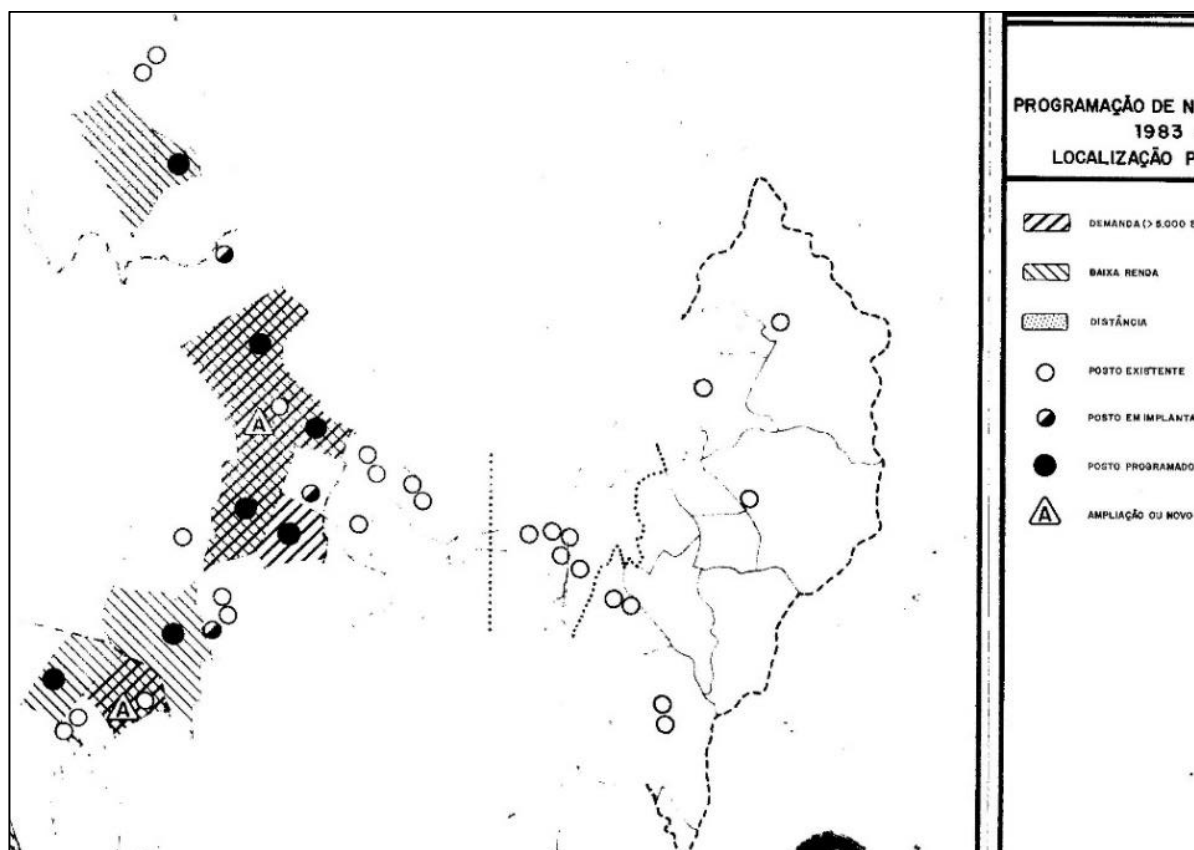 PROGRAMAÇÃO DE N
1983
LOCALIZAÇÃO P
DEMANDA (> 5.000
BAIXA RENDA
DISTÂNCIA
POSTO EXISTENTE
POSTO EM IMPLANTA
POSTO PROGRAMADO
AMPLIAÇÃO OU NOVO
A
A
A